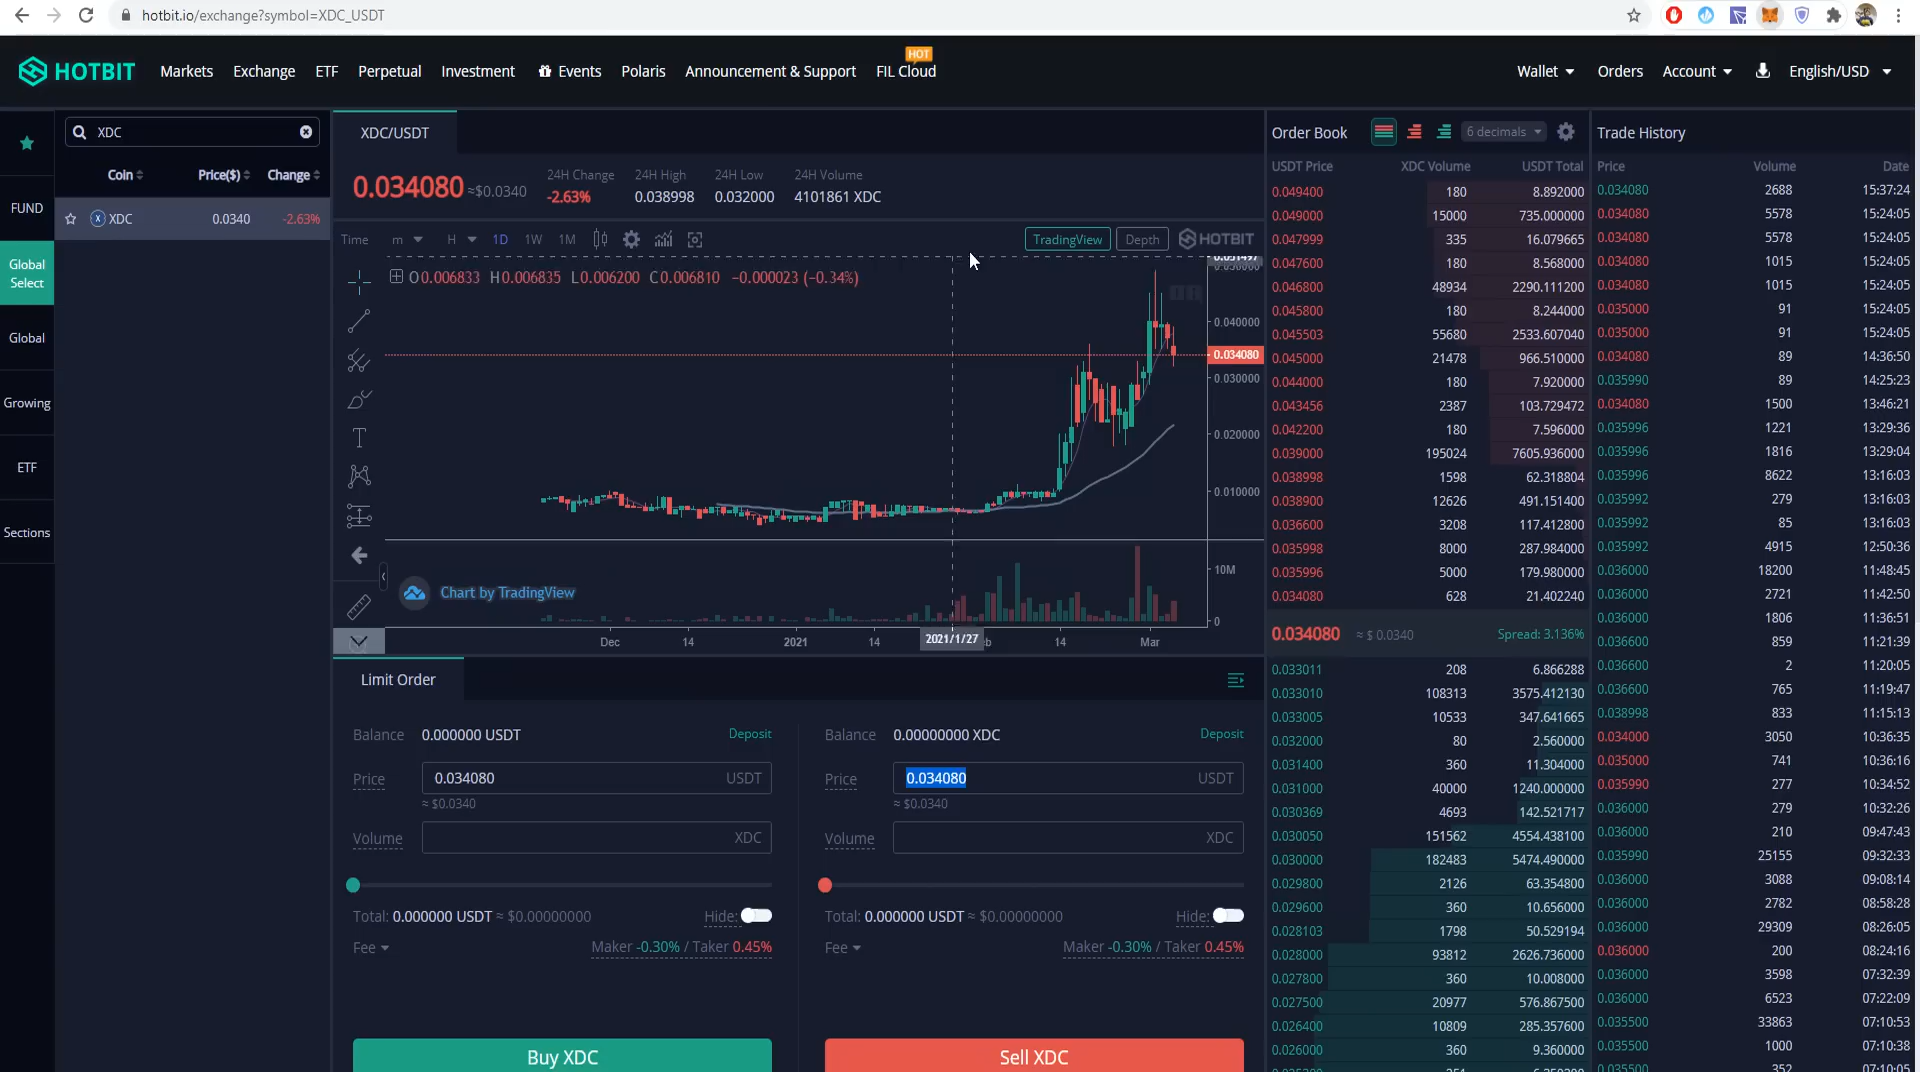 hotbit.io/exchange?symbol=XDC_USDT
HOTBIT Markets Exchange ETF Perpetual Investment Events Polaris Announcement & Support FIL Cloud HOT Wallet Orders Account English/USD
FUND
Global Select
Global
Growing
ETF
Sections
XDC
Coin Price($) Change
XDC 0.0340 -2.63%
XDC/USDT
0.034080 ≈$0.0340
24H Change -2.63%
24H High 0.038998
24H Low 0.032000
24H Volume 4101861 XDC
Time m H 1D 1W 1M TradingView Depth HOTBIT
O0.006833 H0.006835 L0.006200 C0.006810 −0.000023 (−0.34%)
0.040000
0.034080
0.030000
0.020000
0.010000
10M
0
Chart by TradingView
Dec 14 2021 14 2021/1/27 14 Mar
Limit Order
Balance 0.000000 USDT Deposit
Price 0.034080 USDT
≈ $0.0340
Volume XDC
Total: 0.000000 USDT ≈ $0.00000000 Hide:
Fee Maker -0.30% / Taker 0.45%
Buy XDC
Balance 0.00000000 XDC Deposit
Price 0.034080 USDT
≈ $0.0340
Volume XDC
Total: 0.000000 USDT ≈ $0.00000000 Hide:
Fee Maker -0.30% / Taker 0.45%
Sell XDC
Order Book 6 decimals
USDT Price XDC Volume USDT Total
0.049400 180 8.892000
0.049000 15000 735.000000
0.047999 335 16.079665
0.047600 180 8.568000
0.046800 48934 2290.111200
0.045800 180 8.244000
0.045503 55680 2533.607040
0.045000 21478 966.510000
0.044000 180 7.920000
0.043456 2387 103.729472
0.042200 180 7.596000
0.039000 195024 7605.936000
0.038998 1598 62.318804
0.038900 12626 491.151400
0.036600 3208 117.412800
0.035998 8000 287.984000
0.035996 5000 179.980000
0.034080 628 21.402240
0.034080 ≈ $ 0.0340 Spread: 3.136%
0.033011 208 6.866288
0.033010 108313 3575.412130
0.033005 10533 347.641665
0.032000 80 2.560000
0.031400 360 11.304000
0.031000 40000 1240.000000
0.030369 4693 142.521717
0.030050 151562 4554.438100
0.030000 182483 5474.490000
0.029800 2126 63.354800
0.029600 360 10.656000
0.028103 1798 50.529194
0.028000 93812 2626.736000
0.027800 360 10.008000
0.027500 20977 576.867500
0.026400 10809 285.357600
0.026000 360 9.360000
Trade History
Price Volume Date
0.034080 2688 15:37:24
0.034080 5578 15:24:05
0.034080 5578 15:24:05
0.034080 1015 15:24:05
0.034080 1015 15:24:05
0.035000 91 15:24:05
0.035000 91 15:24:05
0.034080 89 14:36:50
0.035990 89 14:25:23
0.034080 1500 13:46:21
0.035996 1221 13:29:36
0.035996 1816 13:29:04
0.035996 8622 13:16:03
0.035992 279 13:16:03
0.035992 85 13:16:03
0.035992 4915 12:50:36
0.036000 18200 11:48:45
0.036000 2721 11:42:50
0.036000 1806 11:36:51
0.036600 859 11:21:39
0.036600 2 11:20:05
0.036600 765 11:19:47
0.038998 833 11:15:13
0.034000 3050 10:36:35
0.035000 741 10:36:16
0.035990 277 10:34:52
0.036000 279 10:32:26
0.036000 210 09:47:43
0.035990 25155 09:32:33
0.036000 3088 09:08:14
0.036000 2782 08:58:28
0.036000 29309 08:26:05
0.036000 200 08:24:16
0.036000 3598 07:32:39
0.036000 6523 07:22:09
0.035500 33863 07:10:53
0.035500 1000 07:10:38
0.035500 352 07:10:05